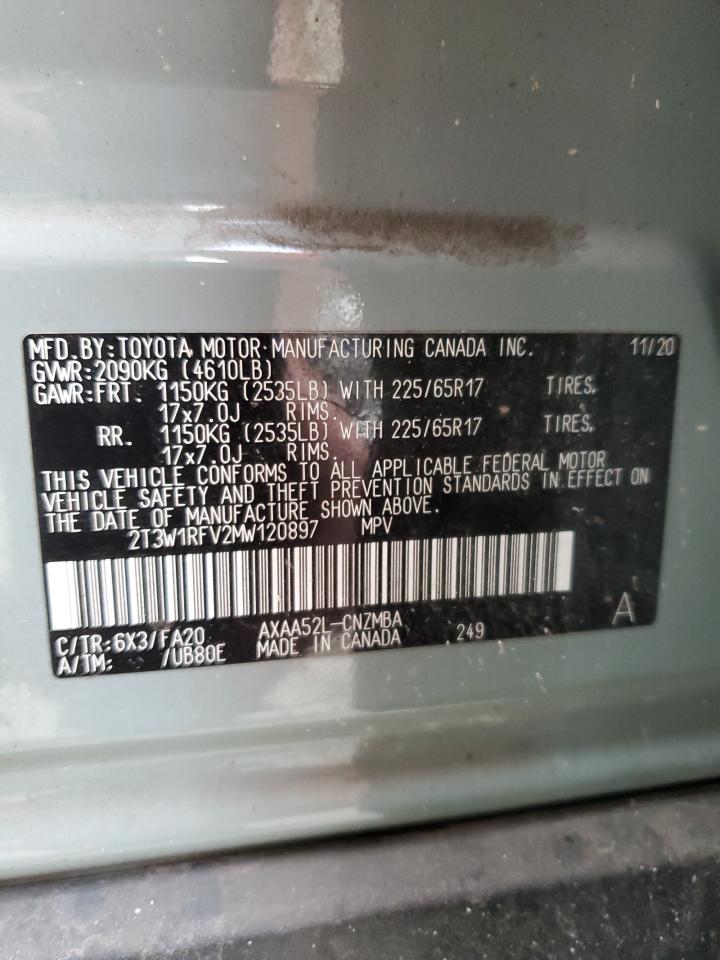 MFD.BY:TOYOTA MOTOR MANUFACTURING CANADA INC. 11/20
GVWR:2090KG (4610LB)
GAWR:FRT. 1150KG (2535LB) WITH 225/65R17 TIRES,
17x7.0J RIMS.
RR. 1150KG (2535LB) WITH 225/65R17 TIRES,
17x7.0J RIMS.
THIS VEHICLE CONFORMS TO ALL APPLICABLE FEDERAL MOTOR
VEHICLE SAFETY AND THEFT PREVENTION STANDARDS IN EFFECT ON
THE DATE OF MANUFACTURE SHOWN ABOVE.
2T3W1RFV2MW120897 MPV
C/TR:6X3/FA20 AXAA52L-CNZMBA 249 A
A/TM: /UB80E MADE IN CANADA